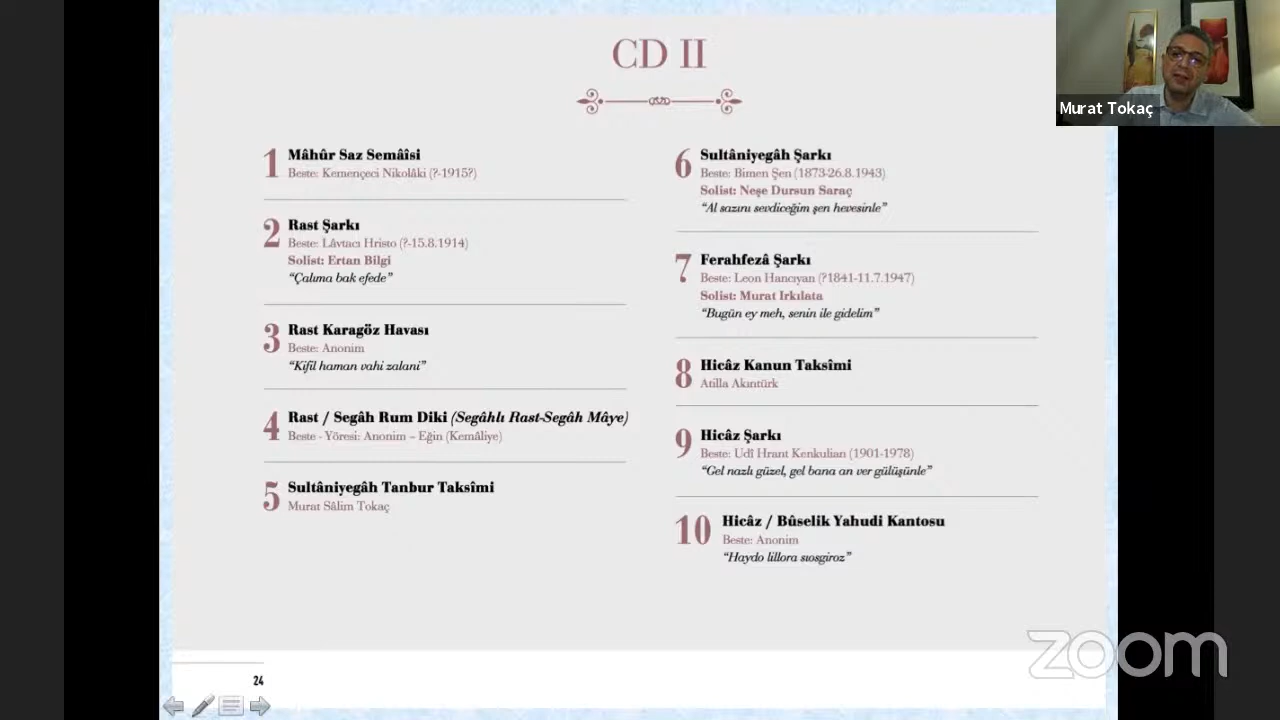 CD II
Murat Tokaç
1 Mâhûr Saz Semâîsi
Beste: Kemençeci Nikolâki (?-1915?)
2 Rast Şarkı
Beste: Lâvtacı Hristo (?-15.8.1914)
Solist: Ertan Bilgi
“Çalıma bak efede”
3 Rast Karagöz Havası
Beste: Anonim
“Kifil haman vahi zalani”
4 Rast / Segâh Rum Diki (Segâhlı Rast-Segâh Mâye)
Beste - Yöresi: Anonim – Eğin (Kemâliye)
5 Sultâniyegâh Tanbur Taksîmi
Murat Sâlim Tokaç
6 Sultâniyegâh Şarkı
Beste: Bimen Şen (1873-26.8.1943)
Solist: Neşe Dursun Saraç
“Al sazını sevdiceğim şen hevesinle”
7 Ferahfezâ Şarkı
Beste: Leon Hancıyan (?1841-11.7.1947)
Solist: Murat Irkılata
“Bugün ey meh, senin ile gidelim”
8 Hicâz Kanun Taksîmi
Atilla Akıntürk
9 Hicâz Şarkı
Beste: Udî Hrant Kenkulian (1901-1978)
“Gel nazlı güzel, gel bana an ver gülüşünle”
10 Hicâz / Bûselik Yahudi Kantosu
Beste: Anonim
“Haydo lillora sıosgiroz”
24
zoom